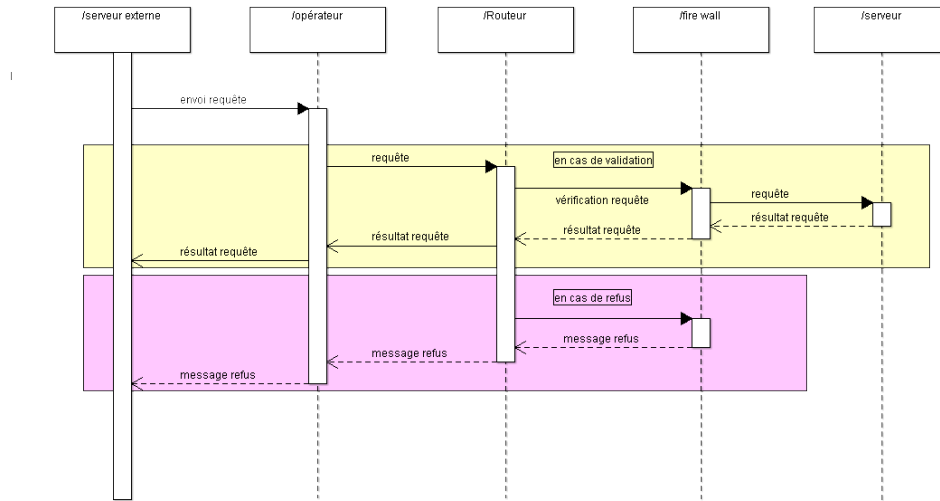 /serveur externe
/opérateur
/Routeur
/fire wall
/serveur
envoi requête
requête
en cas de validation
vérification requête
requête
résultat requête
résultat requête
résultat requête
résultat requête
en cas de refus
message refus
message refus
message refus